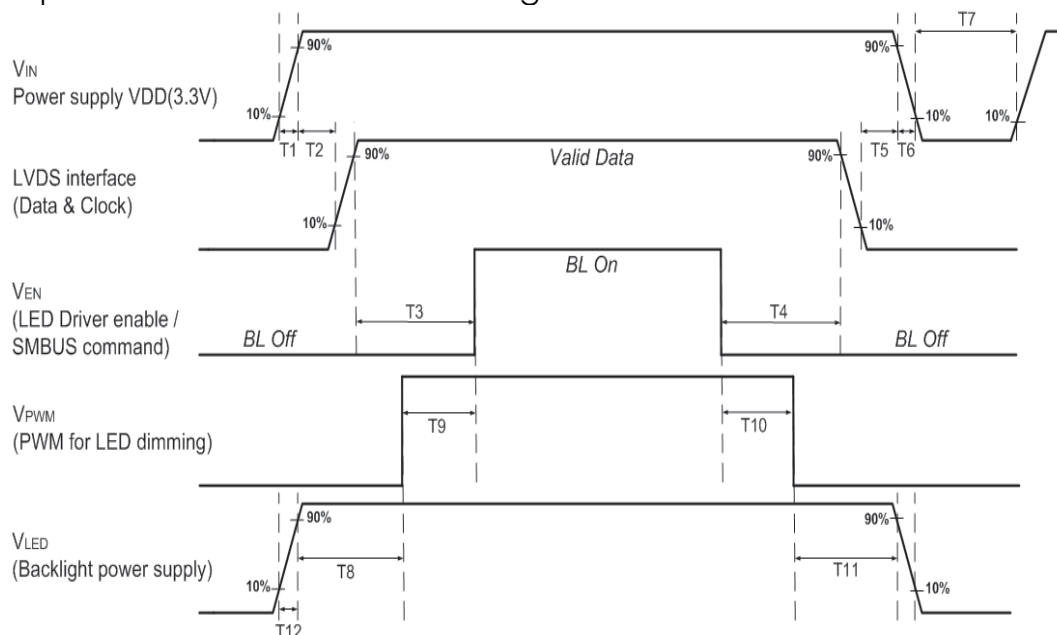 T7
90%
90%
VIN
Power supply VDD(3.3V)
10%
10%
10%
T1
T2
T5
T6
90%
Valid Data
90%
LVDS interface
(Data & Clock)
10%
10%
BL On
VEN
(LED Driver enable /
SMBUS command)
T3
T4
BL Off
BL Off
VPWM
(PWM for LED dimming)
T9
T10
90%
90%
VLED
(Backlight power supply)
T8
T11
10%
10%
T12